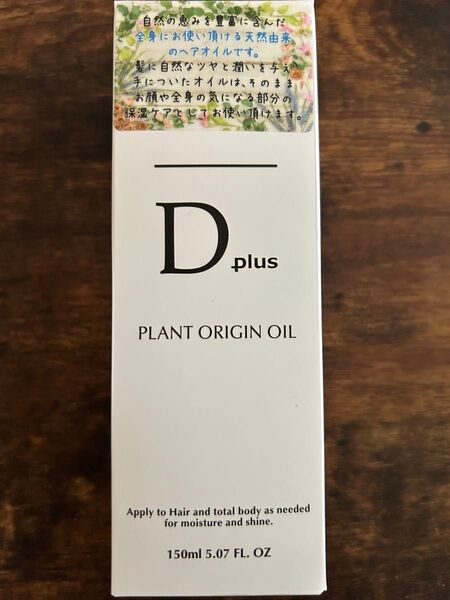 自然の恵みを豊富に含んだ
全身にお使い頂ける天然由来
のヘアオイルです。
髪に自然なツヤと潤いを与え
手についたオイルは、そのまま
お顔や全身の気になる部分の
保湿ケアとしてお使い頂けます。
D.plus
PLANT ORIGIN OIL
Apply to Hair and total body as needed
for moisture and shine.
150ml 5.07 FL. OZ